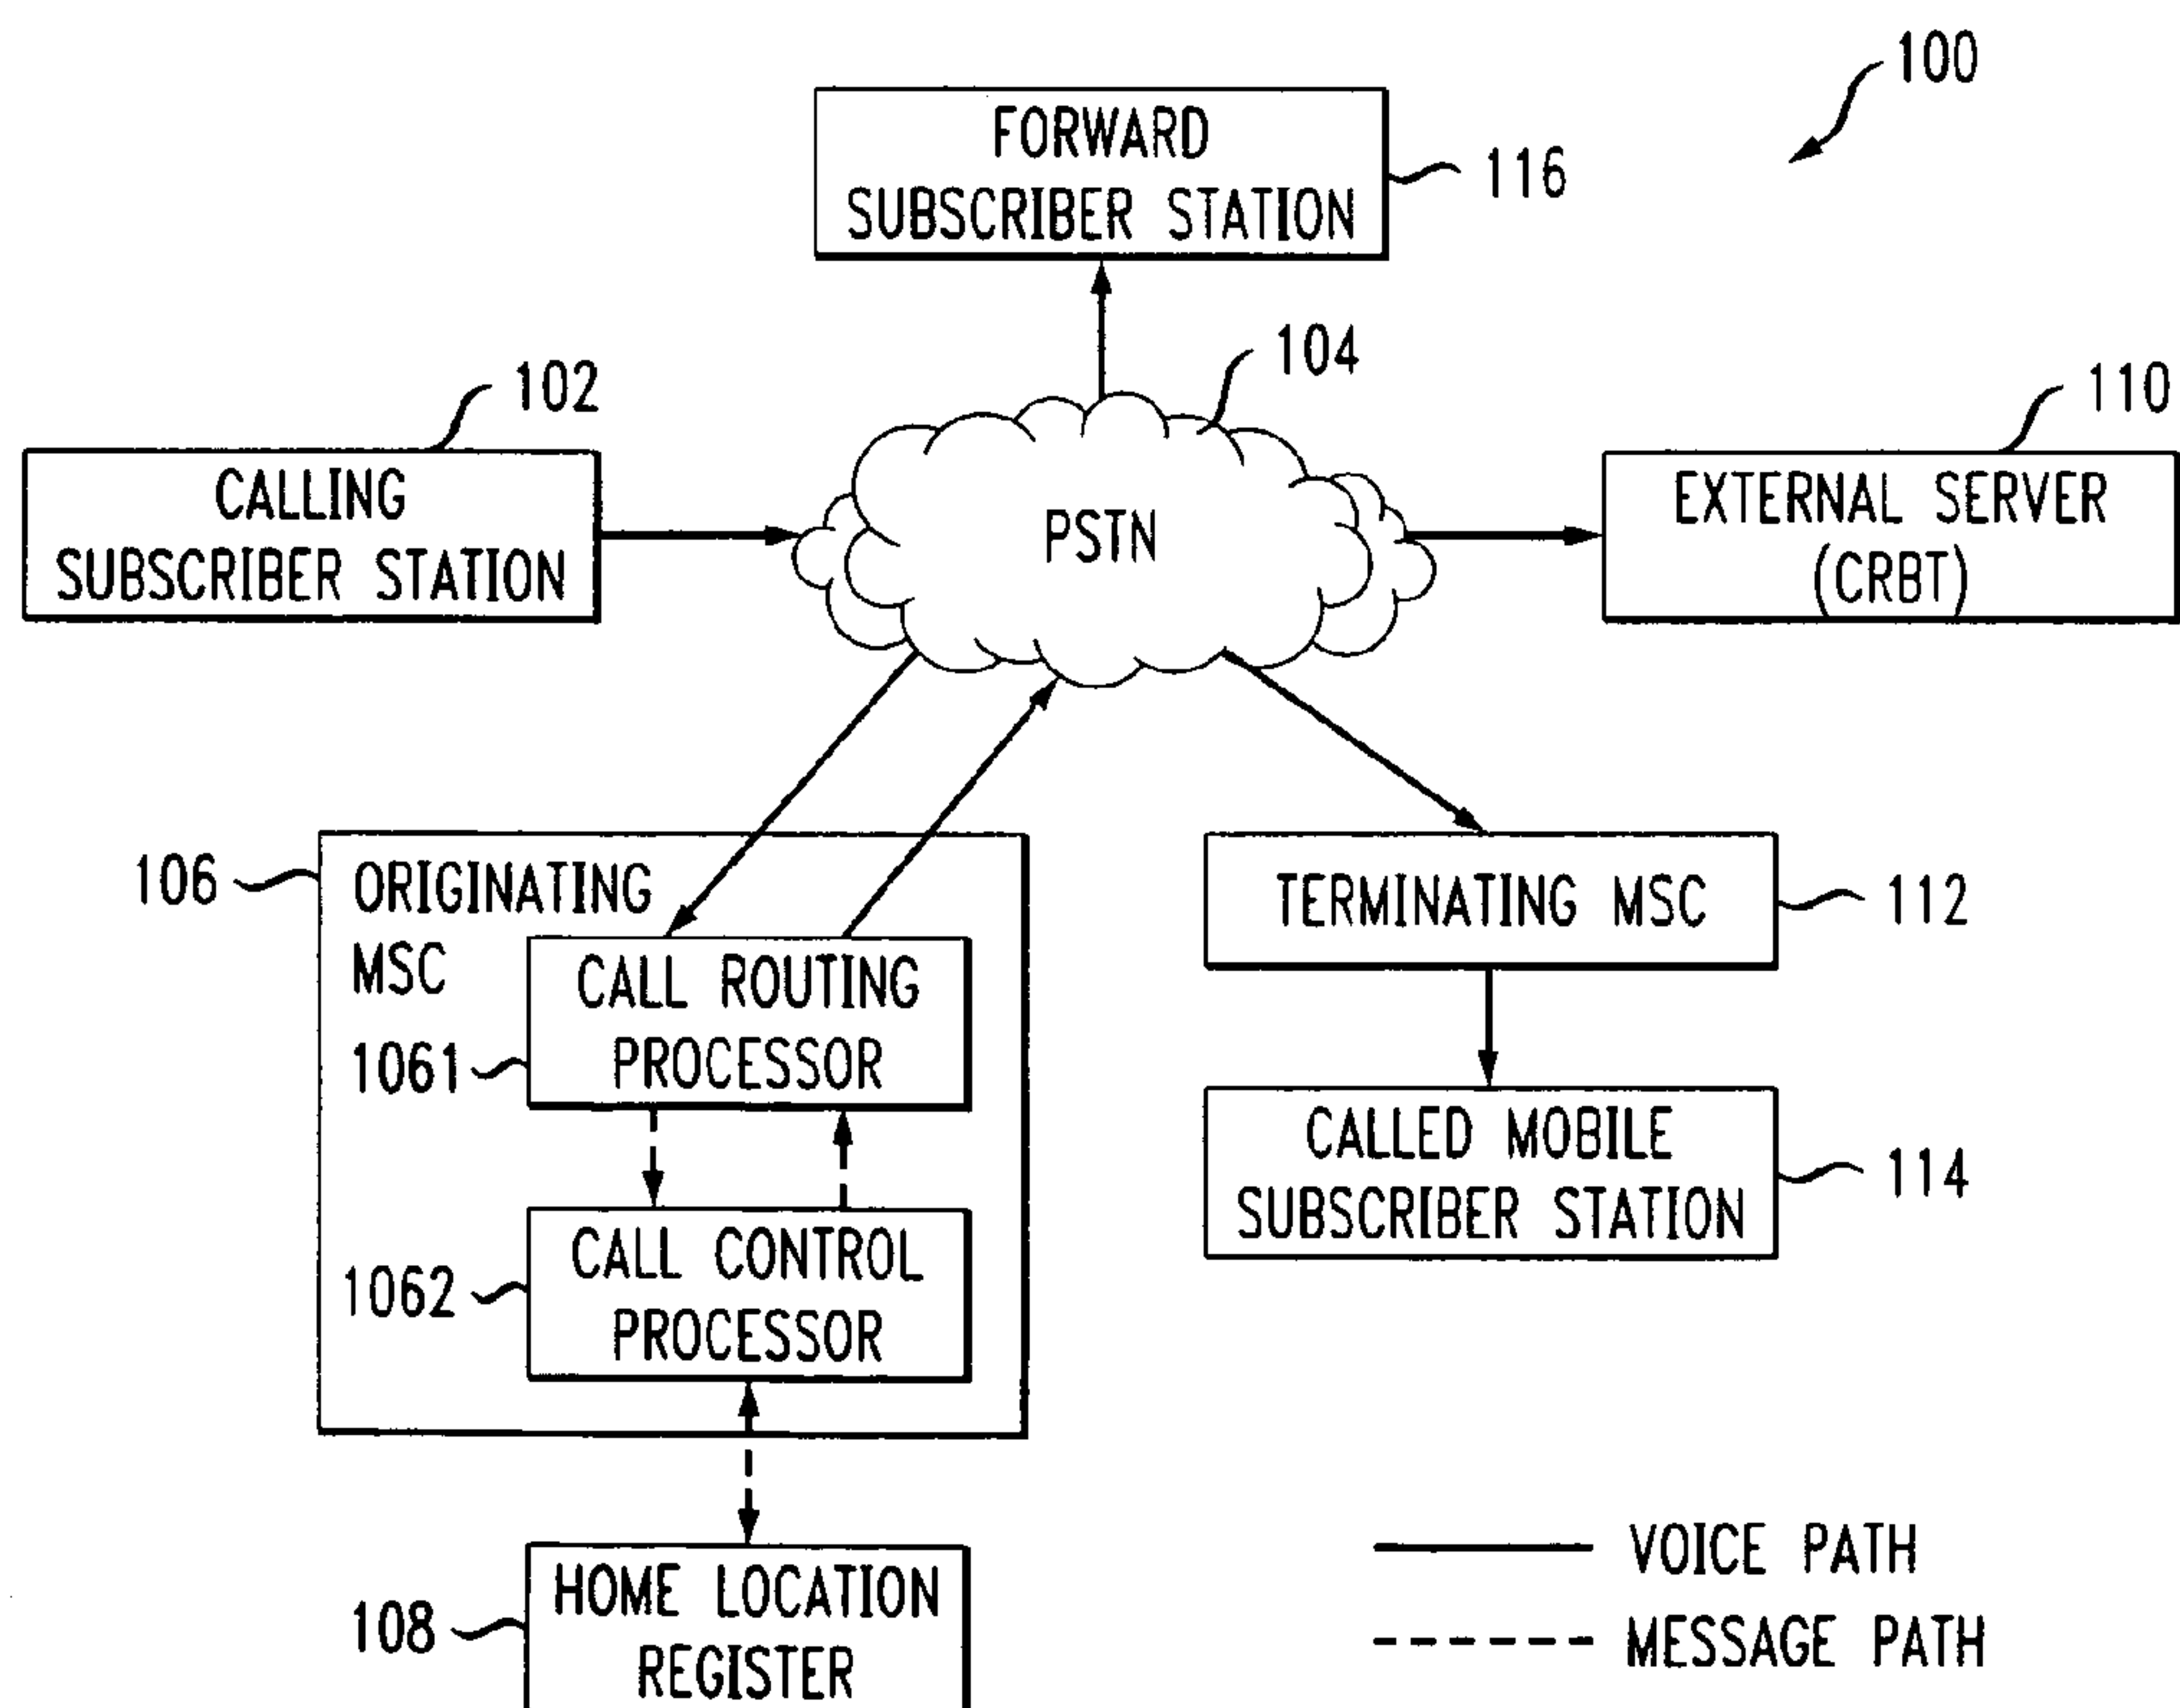 100
FORWARD
SUBSCRIBER STATION
116
104
102
110
CALLING
SUBSCRIBER STATION
PSTN
EXTERNAL SERVER
(CRBT)
106
ORIGINATING
MSC
CALL ROUTING
PROCESSOR
1061
TERMINATING MSC
112
CALLED MOBILE
SUBSCRIBER STATION
114
CALL CONTROL
PROCESSOR
1062
HOME LOCATION
REGISTER
108
VOICE PATH
MESSAGE PATH